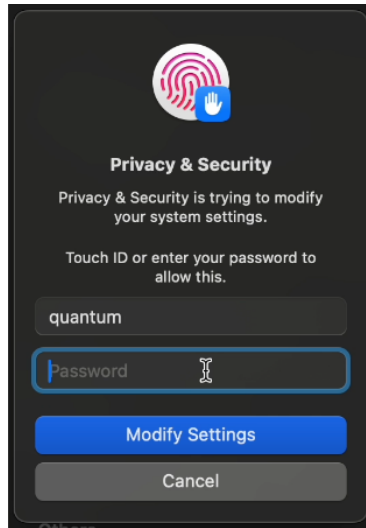 Privacy & Security
Privacy & Security is trying to modify
your system settings.
Touch ID or enter your password to
allow this.
quantum
Password
Modify Settings
Cancel
Others